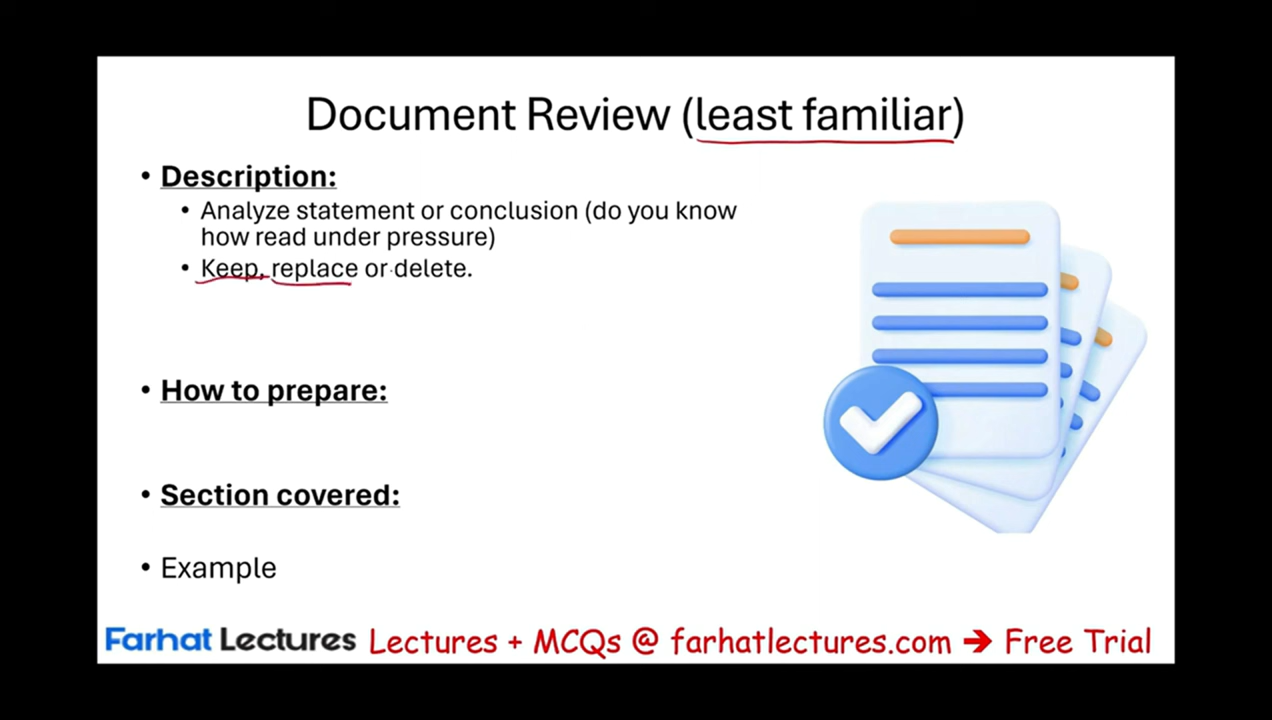 Document Review (least familiar)
• Description:
• Analyze statement or conclusion (do you know
how read under pressure)
• Keep, replace or delete.
• How to prepare:
• Section covered:
• Example
Farhat Lectures Lectures + MCQs @ farhatlectures.com → Free Trial